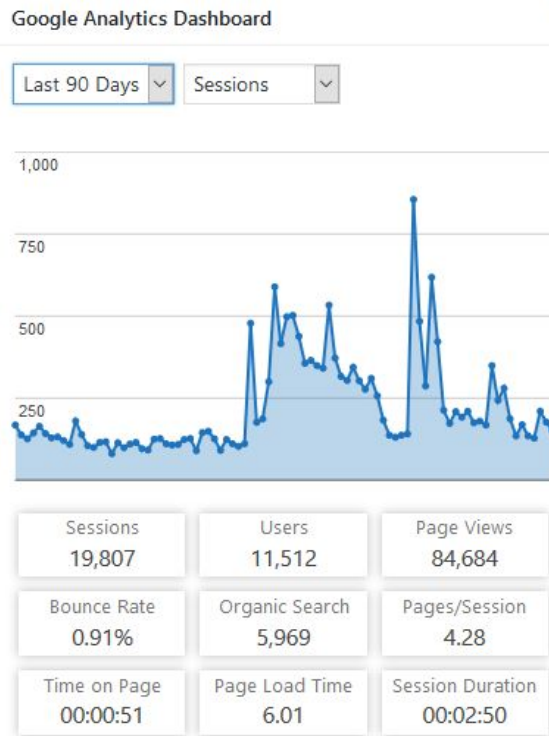 Google Analytics Dashboard
Last 90 Days Sessions
1,000
750
500
250
Sessions Users Page Views
19,807 11,512 84,684
Bounce Rate Organic Search Pages/Session
0.91% 5,969 4.28
Time on Page Page Load Time Session Duration
00:00:51 6.01 00:02:50